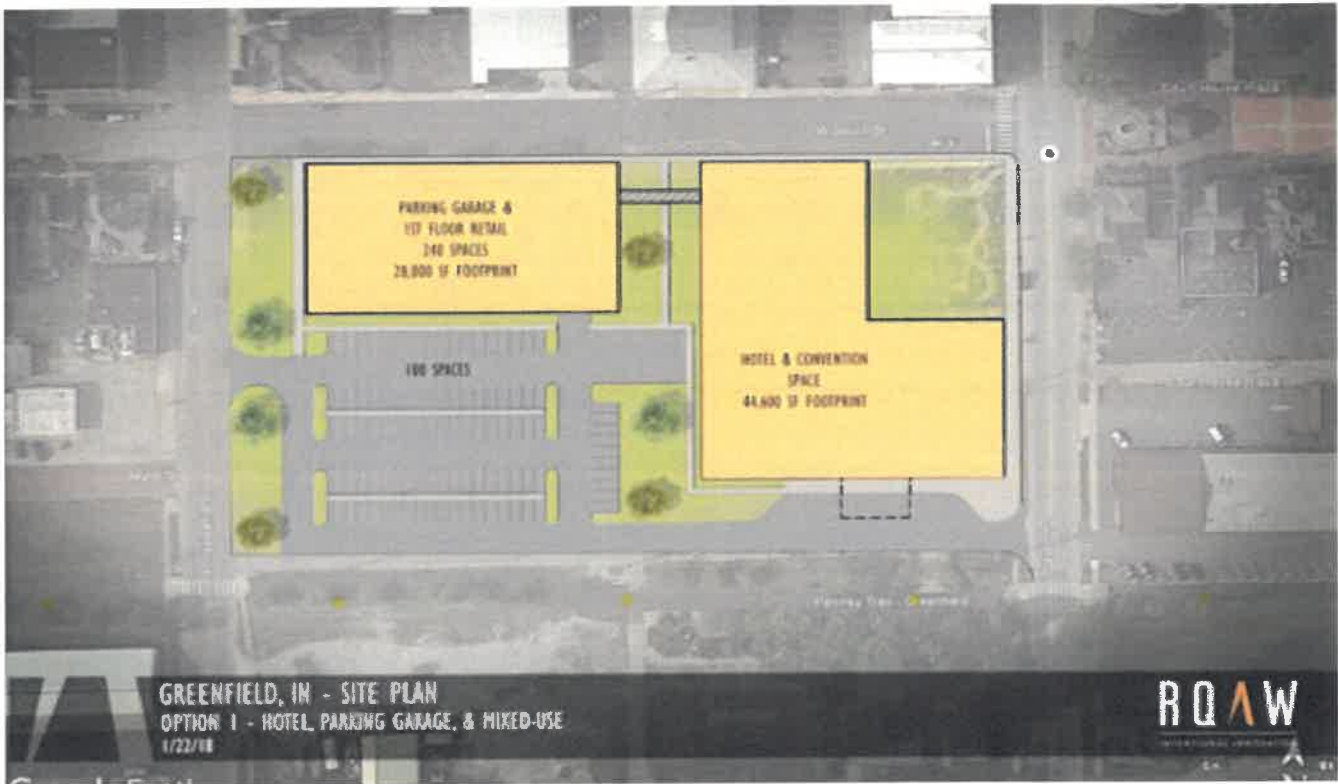 PARKING GARAGE &
1ST FLOOR RETAIL
240 SPACES
28,000 SF FOOTPRINT
100 SPACES
HOTEL & CONVENTION
SPACE
44,600 SF FOOTPRINT
GREENFIELD, IN - SITE PLAN
OPTION 1 - HOTEL, PARKING GARAGE, & MIXED-USE
1/22/18
RQAW